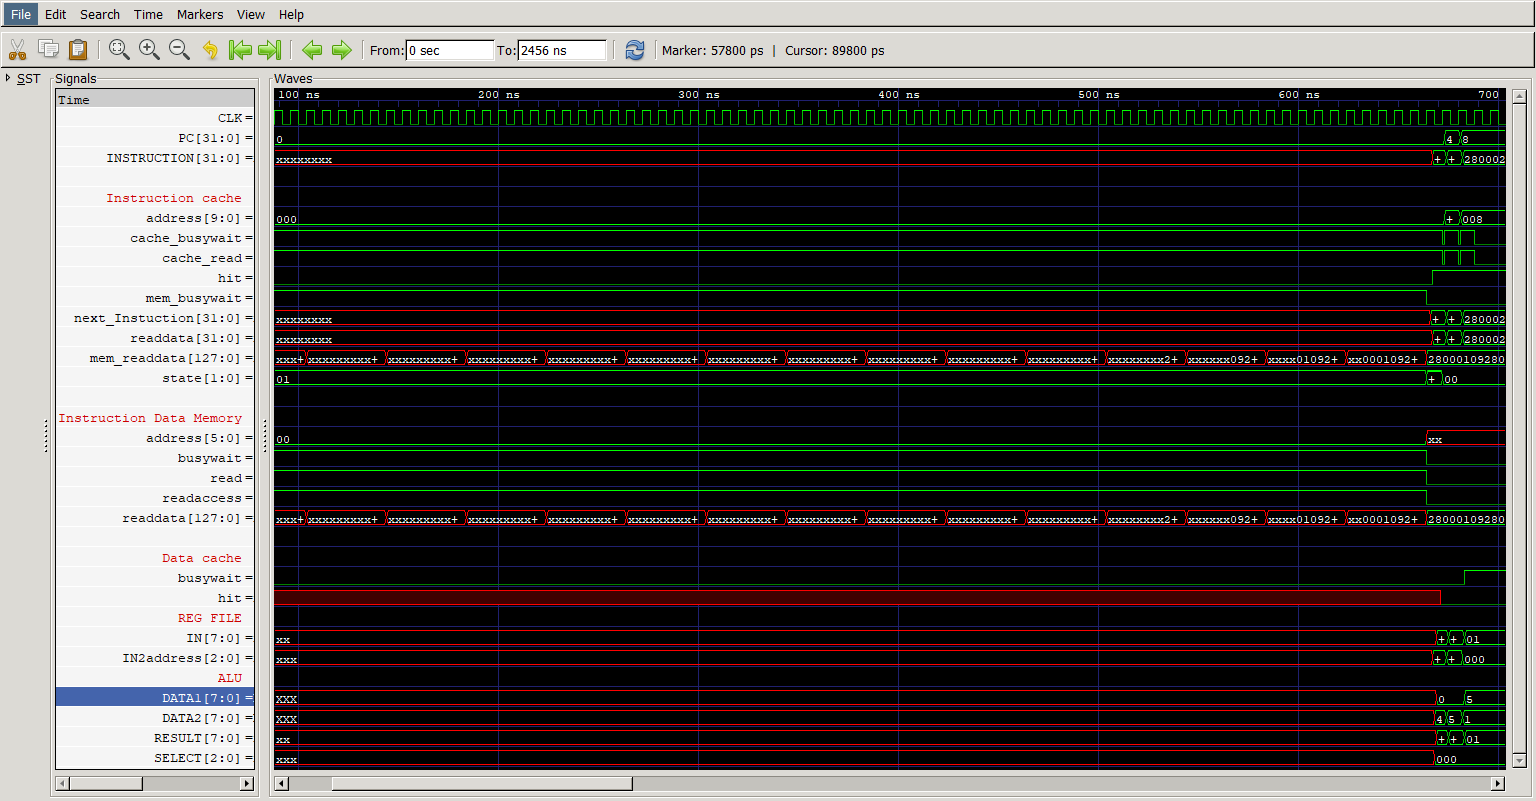 File Edit Search Time Markers View Help
From: 0 sec To: 2456 ns Marker: 57800 ps | Cursor: 89800 ps
SST Signals Waves
Time 100 ns 200 ns 300 ns 400 ns 500 ns 600 ns 700
CLK =
PC[31:0] = 0 4 8
INSTRUCTION[31:0] = xxxxxxxx + + 280002
Instruction cache
address[9:0] = 000 + 008
cache_busywait =
cache_read =
hit =
mem_busywait =
next_Instuction[31:0] = xxxxxxxx + + 280002
readdata[31:0] = xxxxxxxx + + 280002
mem_readdata[127:0] = xxx+ xxxxxxxxx+ xxxxxxxxx+ xxxxxxxxx+ xxxxxxxxx+ xxxxxxxxx+ xxxxxxxxx+ xxxxxxxxx+ xxxxxxxxx+ xxxxxxxxx+ xxxxxxxxx+ xxxxxxxx2+ xxxxxx092+ xxxx01092+ xx0001092+ 28000109280
state[1:0] = 01 + 00
Instruction Data Memory
address[5:0] = 00 xx
busywait =
read =
readaccess =
readdata[127:0] = xxx+ xxxxxxxxx+ xxxxxxxxx+ xxxxxxxxx+ xxxxxxxxx+ xxxxxxxxx+ xxxxxxxxx+ xxxxxxxxx+ xxxxxxxxx+ xxxxxxxxx+ xxxxxxxxx+ xxxxxxxx2+ xxxxxx092+ xxxx01092+ xx0001092+ 28000109280
Data cache
busywait =
hit =
REG FILE
IN[7:0] = xx + + 01
IN2address[2:0] = xxx + + 000
ALU
DATA1[7:0] = XXX 0 5
DATA2[7:0] = XXX 4 5 1
RESULT[7:0] = xx + + 01
SELECT[2:0] = xxx 000